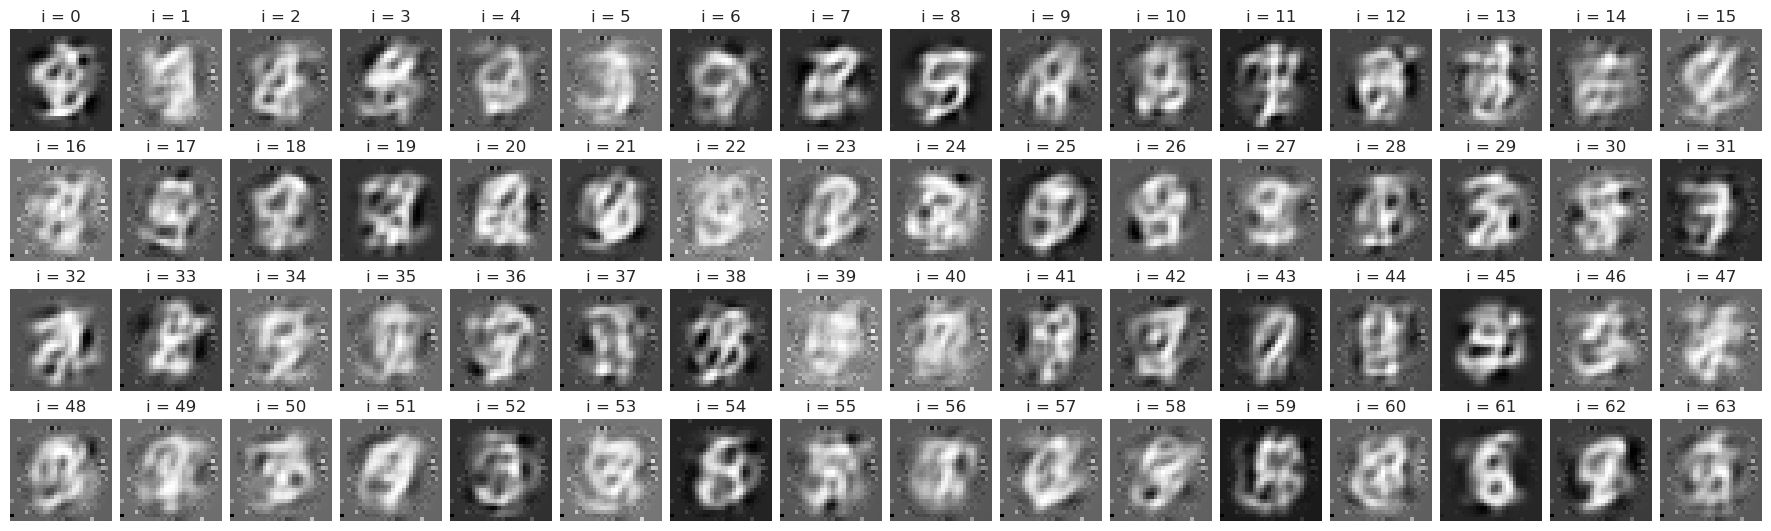 i = 0 i = 1 i = 2 i = 3 i = 4 i = 5 i = 6 i = 7 i = 8 i = 9 i = 10 i = 11 i = 12 i = 13 i = 14 i = 15
i = 16 i = 17 i = 18 i = 19 i = 20 i = 21 i = 22 i = 23 i = 24 i = 25 i = 26 i = 27 i = 28 i = 29 i = 30 i = 31
i = 32 i = 33 i = 34 i = 35 i = 36 i = 37 i = 38 i = 39 i = 40 i = 41 i = 42 i = 43 i = 44 i = 45 i = 46 i = 47
i = 48 i = 49 i = 50 i = 51 i = 52 i = 53 i = 54 i = 55 i = 56 i = 57 i = 58 i = 59 i = 60 i = 61 i = 62 i = 63